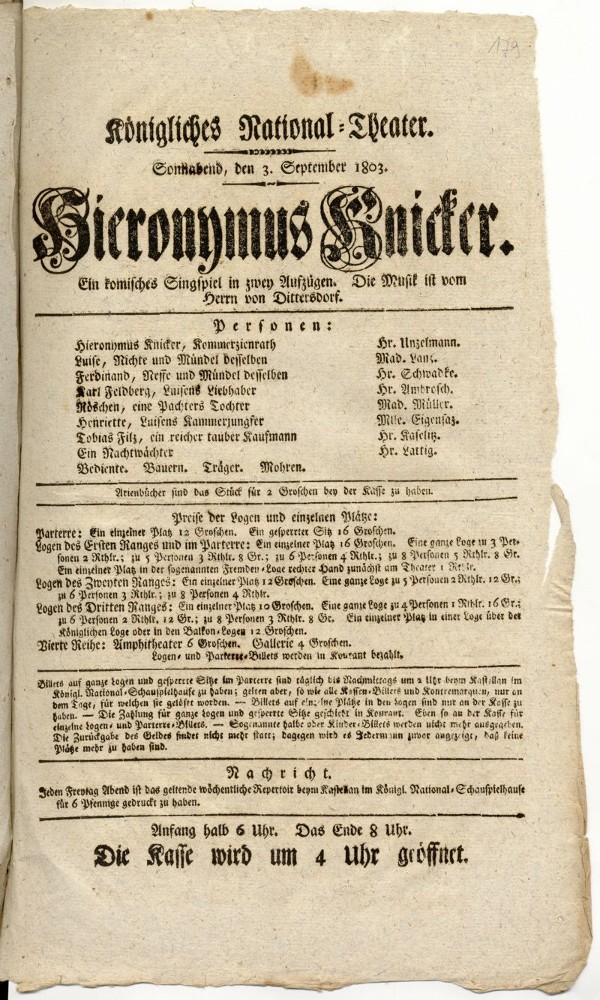 179
Königliches National-Theater.
Sonnabend, den 3. September 1803.
Hieronymus Knicker.
Ein komisches Singspiel in zwey Aufzügen. Die Musik ist vom
Herrn von Dittersdorf.
Personen:
Hieronymus Knicker, Kommerzienrath Hr. Unzelmann.
Luise, Nichte und Mündel desselben Mad. Lanz.
Ferdinand, Neffe und Mündel desselben Hr. Schwadke.
Karl Feldberg, Luisens Liebhaber Hr. Ambrosch.
Röschen, eine Pachters Tochter Mad. Müller.
Henriette, Luisens Kammerjungfer Mlle. Eigensaz.
Tobias Filz, ein reicher tauber Kaufmann Hr. Kaselitz.
Ein Nachtwächter Hr. Lattig.
Bediente. Bauern. Träger. Mohren.
Arienbücher sind das Stück für 2 Groschen bey der Kasse zu haben.
Preise der Logen und einzelnen Plätze:
Parterre: Ein einzelner Platz 12 Groschen. Ein gesperrter Sitz 16 Groschen.
Logen des Ersten Ranges und im Parterre: Ein einzelner Platz 16 Groschen. Eine ganze Loge zu 3 Per-
sonen 2 Rthlr.; zu 5 Personen 3 Rthlr. 8 Gr.; zu 6 Personen 4 Rthlr.; zu 8 Personen 5 Rthlr. 8 Gr.
Ein einzelner Platz in der sogenannten Fremden-Loge rechter Hand zunächst am Theater 1 Rthlr.
Logen des Zweyten Ranges: Ein einzelner Platz 12 Groschen. Eine ganze Loge zu 5 Personen 2 Rthlr. 12 Gr.;
zu 6 Personen 3 Rthlr.; zu 8 Personen 4 Rthlr.
Logen des Dritten Ranges: Ein einzelner Platz 10 Groschen. Eine ganze Loge zu 4 Personen 1 Rthlr. 16 Gr.;
zu 6 Personen 2 Rthlr. 12 Gr.; zu 8 Personen 3 Rthlr. 8 Gr. Ein einzelner Platz in einer Loge über der
Königlichen Loge oder in den Balkon-Logen 12 Groschen.
Vierte Reihe: Amphitheater 6 Groschen. Gallerie 4 Groschen.
Logen- und Parterre-Billets werden in Kourant bezahlt.
Billets auf ganze Logen und gesperrte Sitze im Parterre sind täglich bis Nachmittags um 2 Uhr beym Kastellan im
Königl. National-Schauspielhause zu haben; gelten aber, so wie alle Kassen-Billets und Kontremarquen, nur an
dem Tage, für welchen sie gelöset worden. — Billets auf einzelne Plätze in den Logen sind nur an der Kasse zu
haben. — Die Zahlung für ganze Logen und gesperrte Sitze geschieht in Kourant. Eben so an der Kasse für
einzelne Logen- und Parterre-Billets. — Sogenannte halbe oder Kinder-Billets werden nicht mehr ausgegeben.
Die Zurückgabe des Geldes findet nicht mehr statt; dagegen wird es Jedermann zuvor angezeigt, daß keine
Plätze mehr zu haben sind.
Nachricht.
Jeden Freytag Abend ist das geltende wöchentliche Repertoir beym Kastellan im Königl. National-Schauspielhause
für 6 Pfennige gedruckt zu haben.
Anfang halb 6 Uhr. Das Ende 8 Uhr.
Die Kasse wird um 4 Uhr geöffnet.